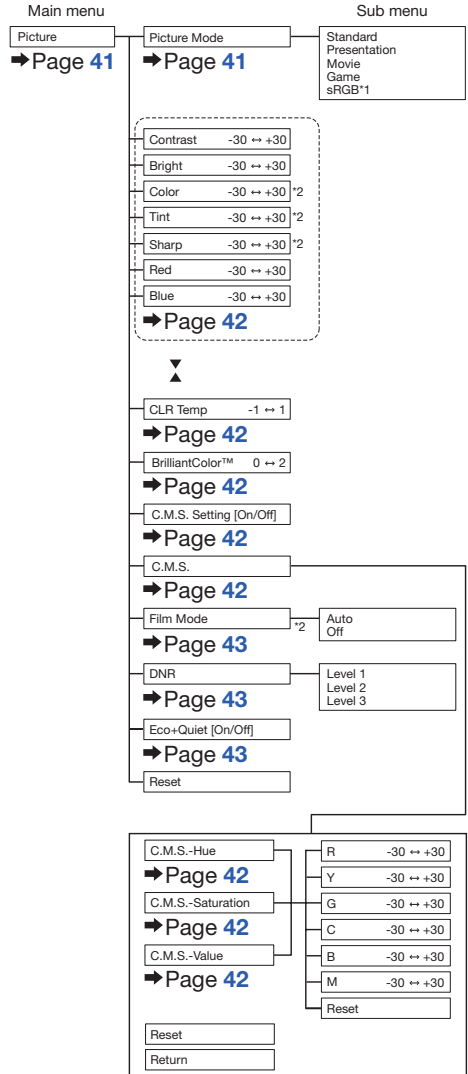 Main menu
Sub menu
Picture
➡Page 41
Picture Mode
➡Page 41
Standard
Presentation
Movie
Game
sRGB*1
Contrast -30 ↔ +30
Bright -30 ↔ +30
Color -30 ↔ +30 *2
Tint -30 ↔ +30 *2
Sharp -30 ↔ +30 *2
Red -30 ↔ +30
Blue -30 ↔ +30
➡Page 42
CLR Temp -1 ↔ 1
➡Page 42
BrilliantColor™ 0 ↔ 2
➡Page 42
C.M.S. Setting [On/Off]
➡Page 42
C.M.S.
➡Page 42
Film Mode *2
➡Page 43
Auto
Off
DNR
➡Page 43
Level 1
Level 2
Level 3
Eco+Quiet [On/Off]
➡Page 43
Reset
C.M.S.-Hue
➡Page 42
C.M.S.-Saturation
➡Page 42
C.M.S.-Value
➡Page 42
R -30 ↔ +30
Y -30 ↔ +30
G -30 ↔ +30
C -30 ↔ +30
B -30 ↔ +30
M -30 ↔ +30
Reset
Reset
Return